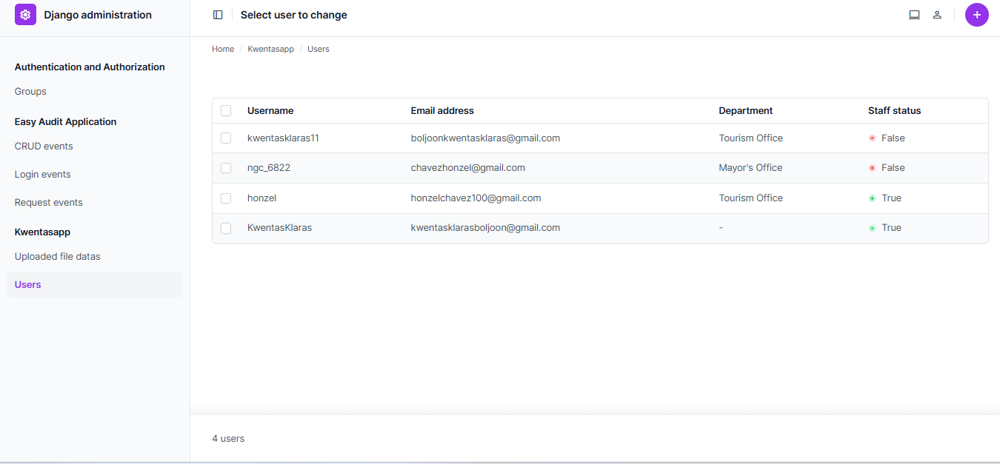 Django administration
Select user to change
Home / Kwentasapp / Users
Authentication and Authorization
Groups
Easy Audit Application
CRUD events
Login events
Request events
Kwentasapp
Uploaded file datas
Users
Username Email address Department Staff status
kwentasklaras11 boljoonkwentasklaras@gmail.com Tourism Office False
ngc_6822 chavezhonzel@gmail.com Mayor's Office False
honzel honzelchavez100@gmail.com Tourism Office True
KwentasKlaras kwentasklarasboljoon@gmail.com - True
4 users